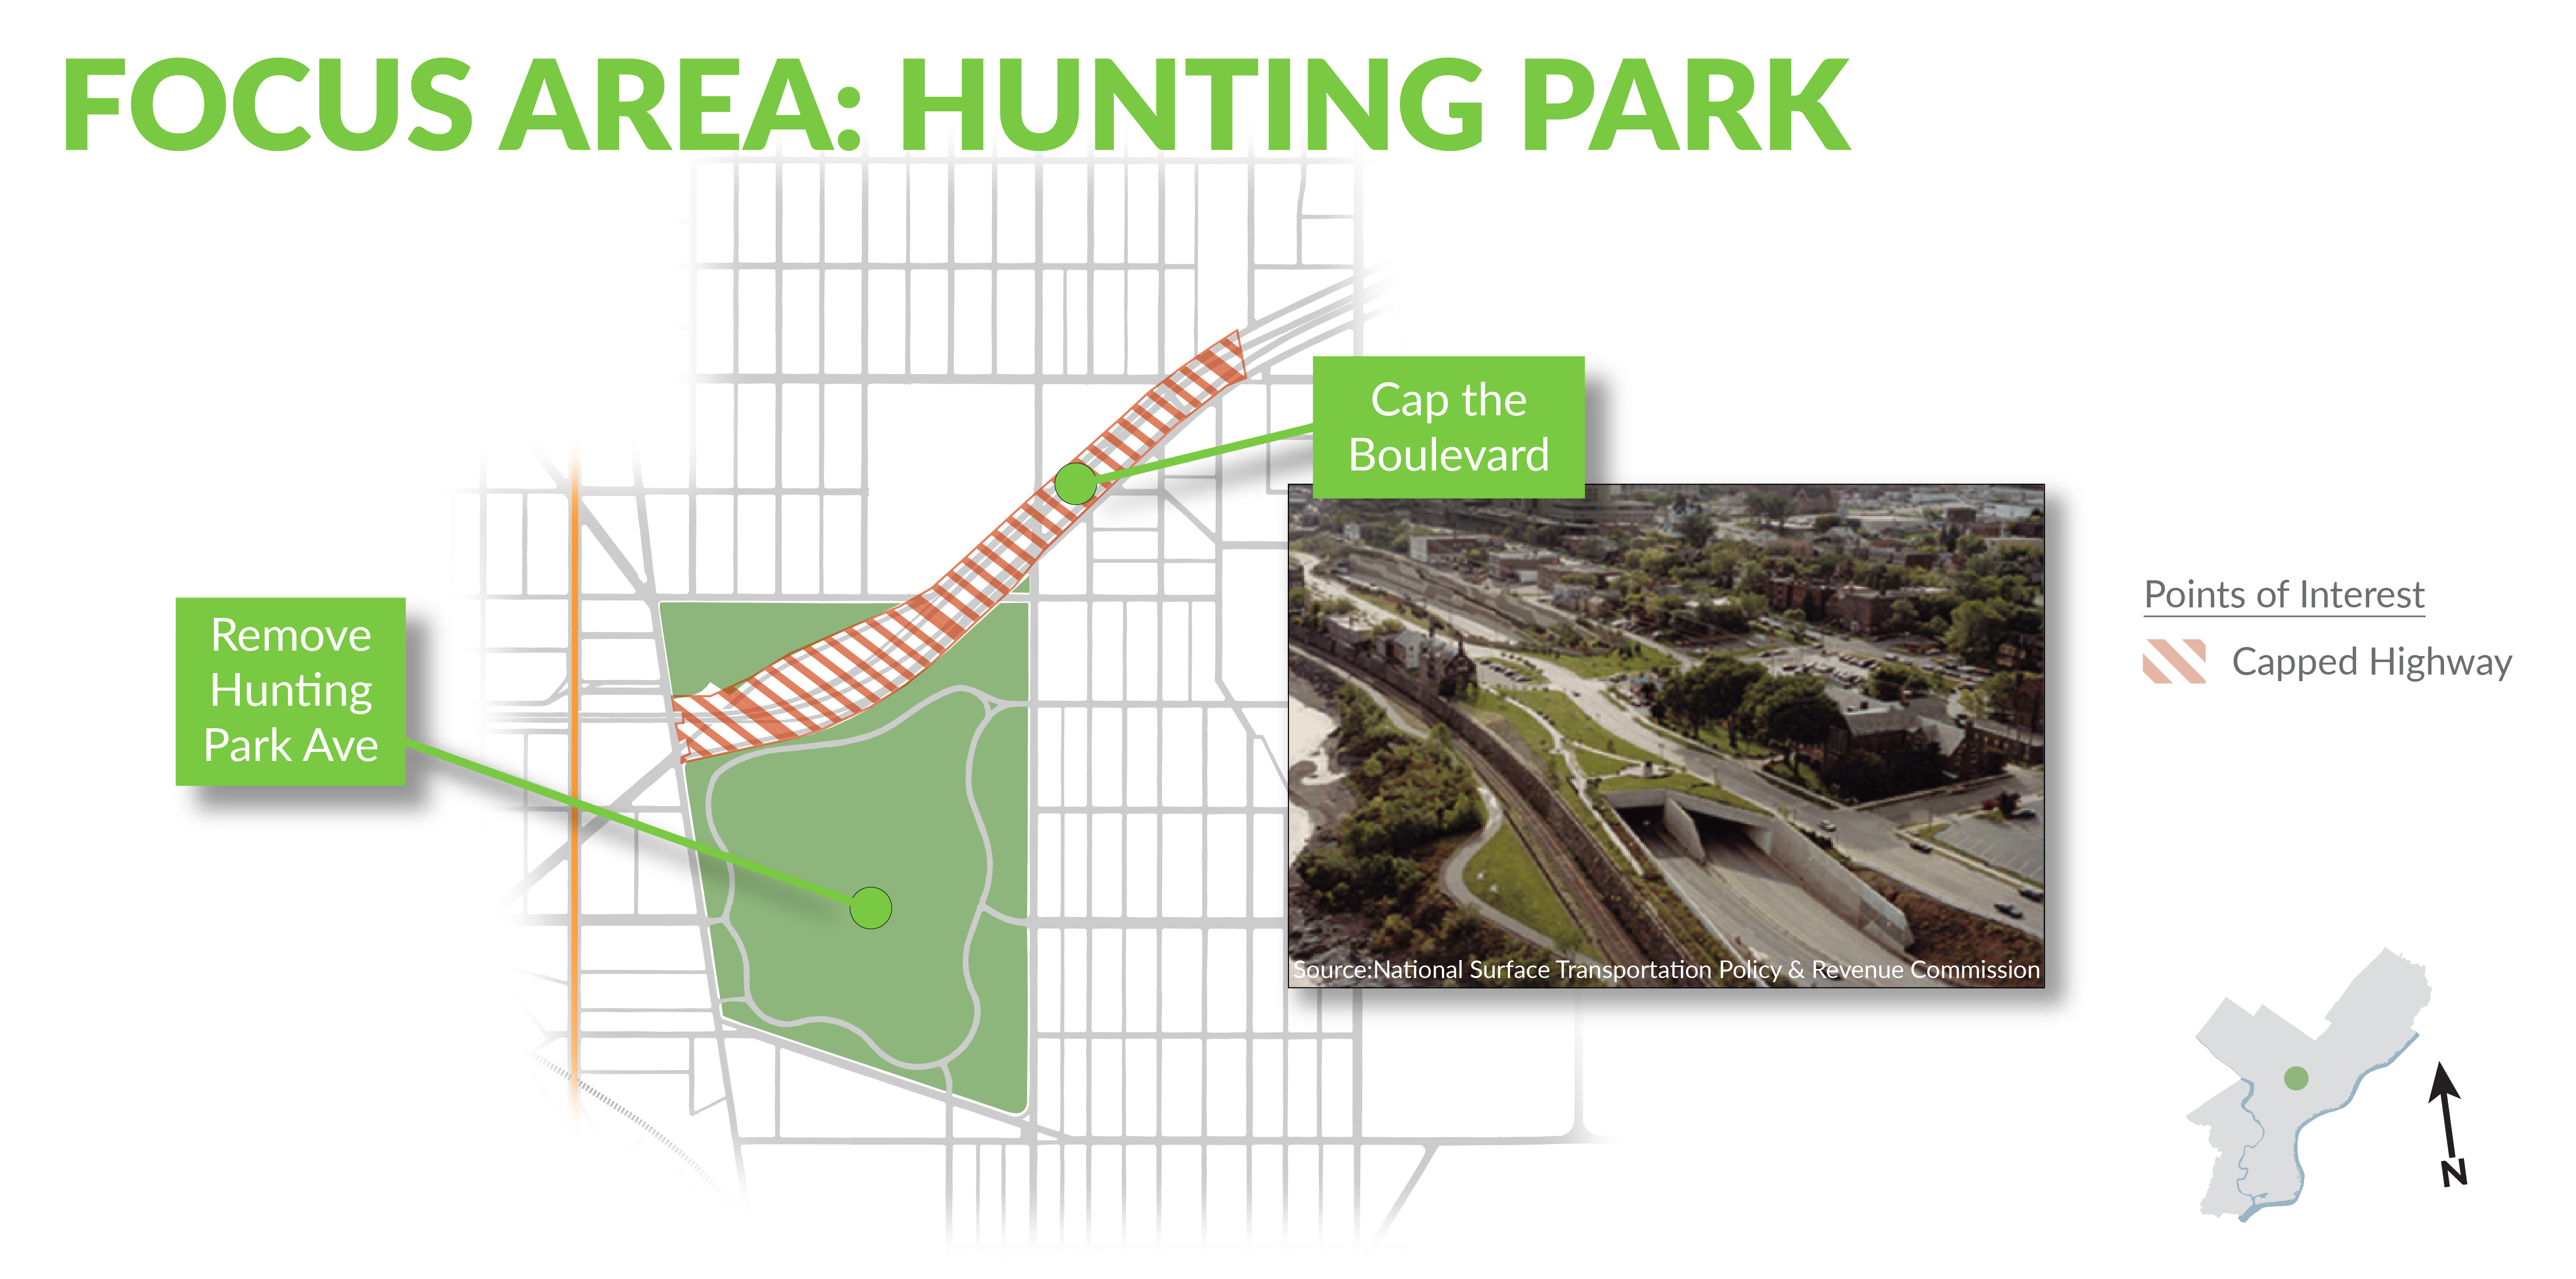 FOCUS AREA: HUNTING PARK
Cap the
Boulevard
Remove
Hunting
Park Ave
Points of Interest
Capped Highway
Source:National Surface Transportation Policy & Revenue Commission
N